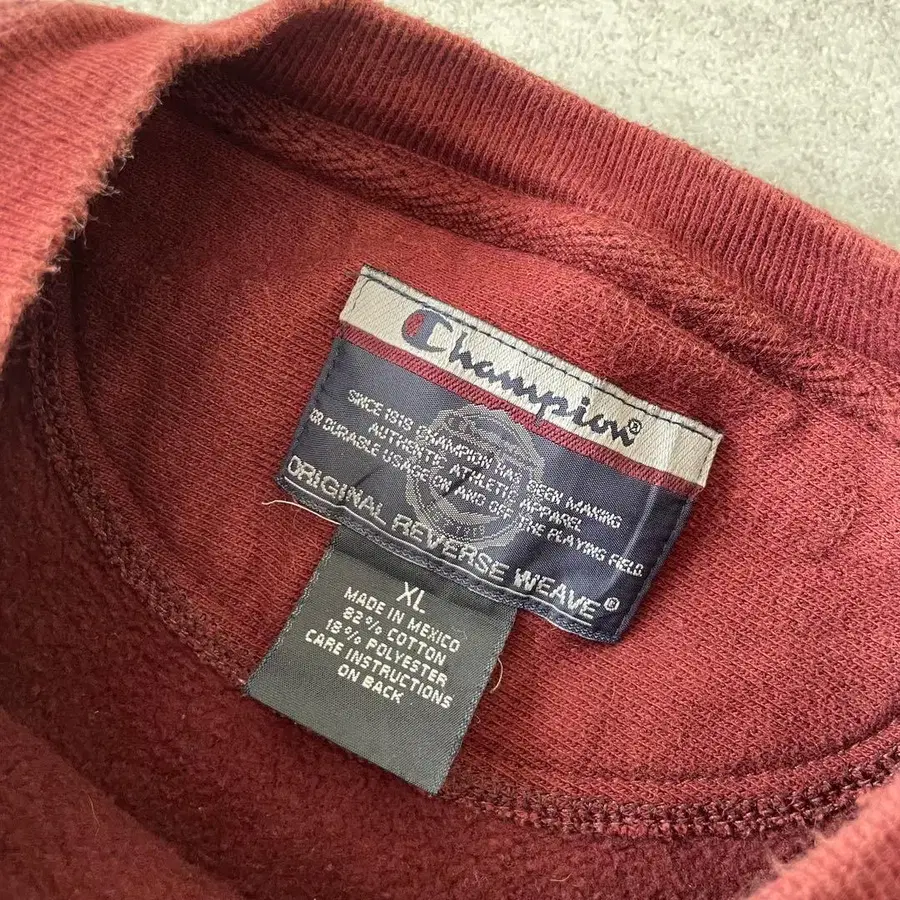 Champion®
SINCE 1919 CHAMPION HAS BEEN MAKING
AUTHENTIC ATHLETIC APPAREL
OR DURABLE USAGE ON AND OFF THE PLAYING FIELD.
ORIGINAL REVERSE WEAVE®
XL
MADE IN MEXICO
82% COTTON
18% POLYESTER
CARE INSTRUCTIONS
ON BACK